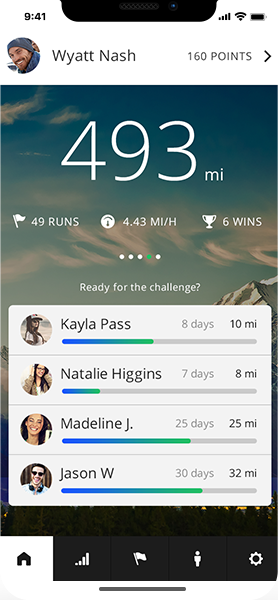 9:41
Wyatt Nash 160 POINTS
493 mi
49 RUNS 4.43 MI/H 6 WINS
Ready for the challenge?
Kayla Pass 8 days 10 mi
Natalie Higgins 7 days 8 mi
Madeline J. 25 days 25 mi
Jason W 30 days 32 mi